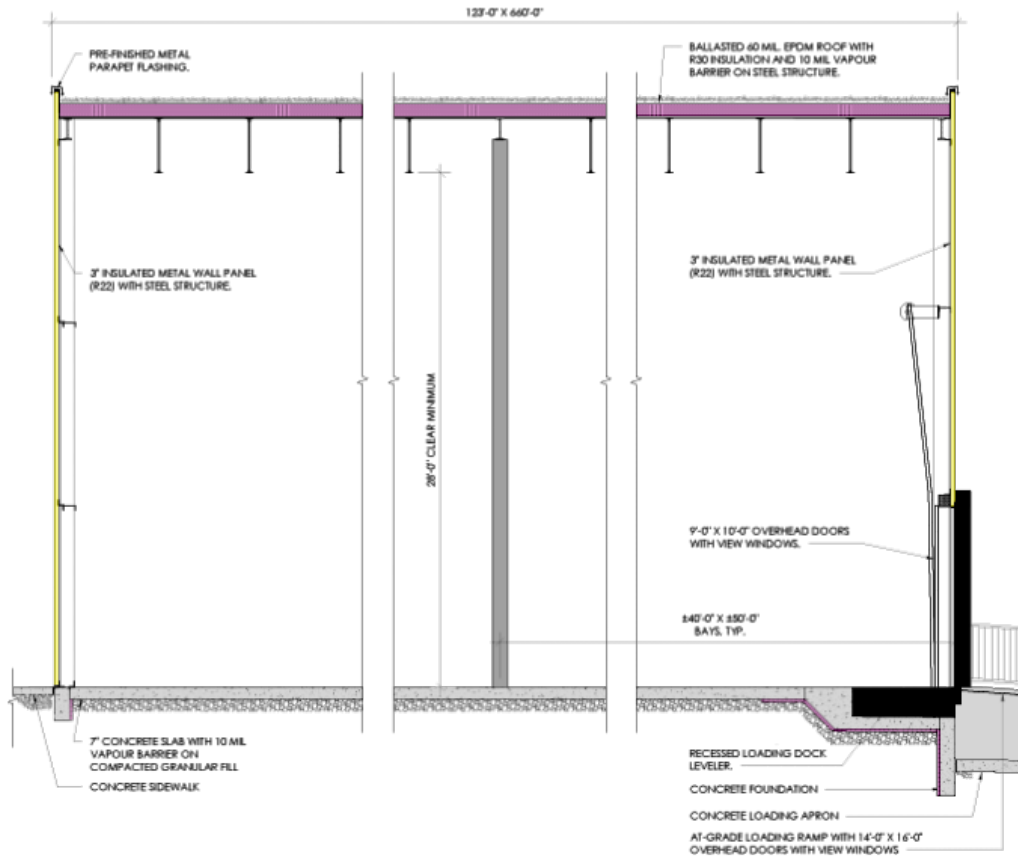 123'-0" X 660'-0"
PRE-FINISHED METAL
PARAPET FLASHING.
BALLASTED 60 MIL. EPDM ROOF WITH
R30 INSULATION AND 10 MIL VAPOUR
BARRIER ON STEEL STRUCTURE.
3" INSULATED METAL WALL PANEL
(R22) WITH STEEL STRUCTURE.
3" INSULATED METAL WALL PANEL
(R22) WITH STEEL STRUCTURE.
28'-0" CLEAR MINIMUM
9'-0" X 10'-0" OVERHEAD DOORS
WITH VIEW WINDOWS.
±40'-0" X ±50'-0"
BAYS, TYP.
7" CONCRETE SLAB WITH 10 MIL
VAPOUR BARRIER ON
COMPACTED GRANULAR FILL
CONCRETE SIDEWALK
RECESSED LOADING DOCK
LEVELER.
CONCRETE FOUNDATION
CONCRETE LOADING APRON
AT-GRADE LOADING RAMP WITH 14'-0" X 16'-0"
OVERHEAD DOORS WITH VIEW WINDOWS